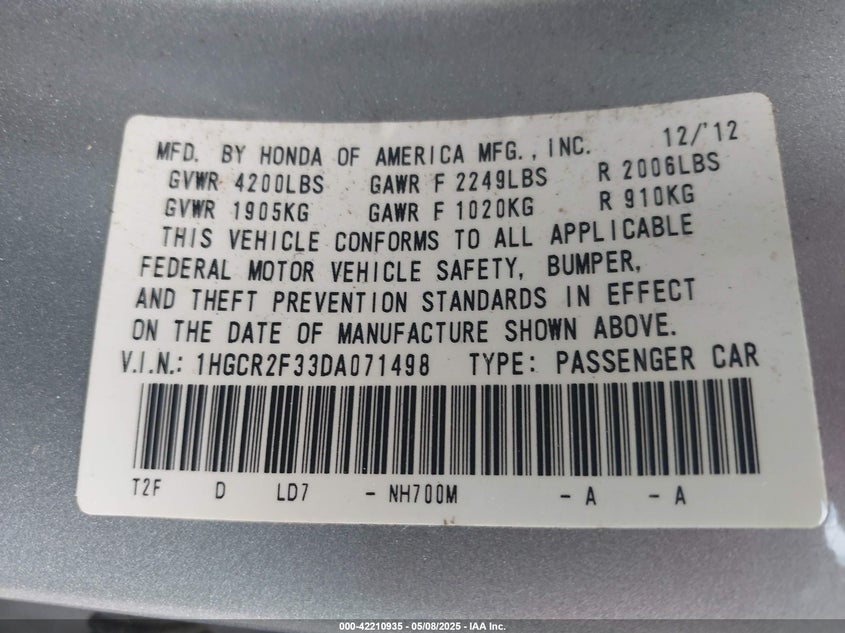 MFD. BY HONDA OF AMERICA MFG., INC. 12/'12
GVWR 4200LBS GAWR F 2249LBS R 2006LBS
GVWR 1905KG GAWR F 1020KG R 910KG
THIS VEHICLE CONFORMS TO ALL APPLICABLE
FEDERAL MOTOR VEHICLE SAFETY, BUMPER,
AND THEFT PREVENTION STANDARDS IN EFFECT
ON THE DATE OF MANUFACTURE SHOWN ABOVE.
V.I.N.: 1HGCR2F33DA071498 TYPE: PASSENGER CAR
T2F D LD7 - NH700M - A - A
000-42210935 - 05/08/2025 - IAA Inc.